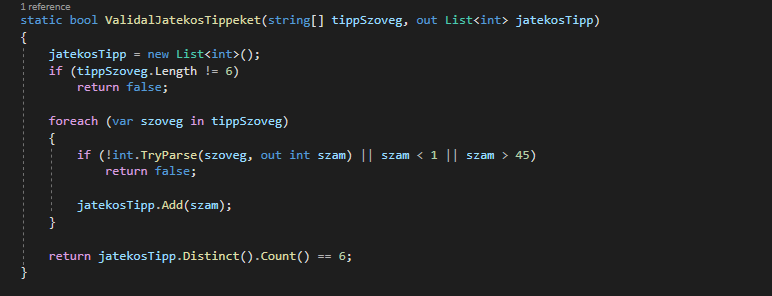 1 reference
static bool ValidalJatekosTippeket(string[] tippSzoveg, out List<int> jatekosTipp)
{
    jatekosTipp = new List<int>();
    if (tippSzoveg.Length != 6)
        return false;

    foreach (var szoveg in tippSzoveg)
    {
        if (!int.TryParse(szoveg, out int szam) || szam < 1 || szam > 45)
            return false;

        jatekosTipp.Add(szam);
    }

    return jatekosTipp.Distinct().Count() == 6;
}